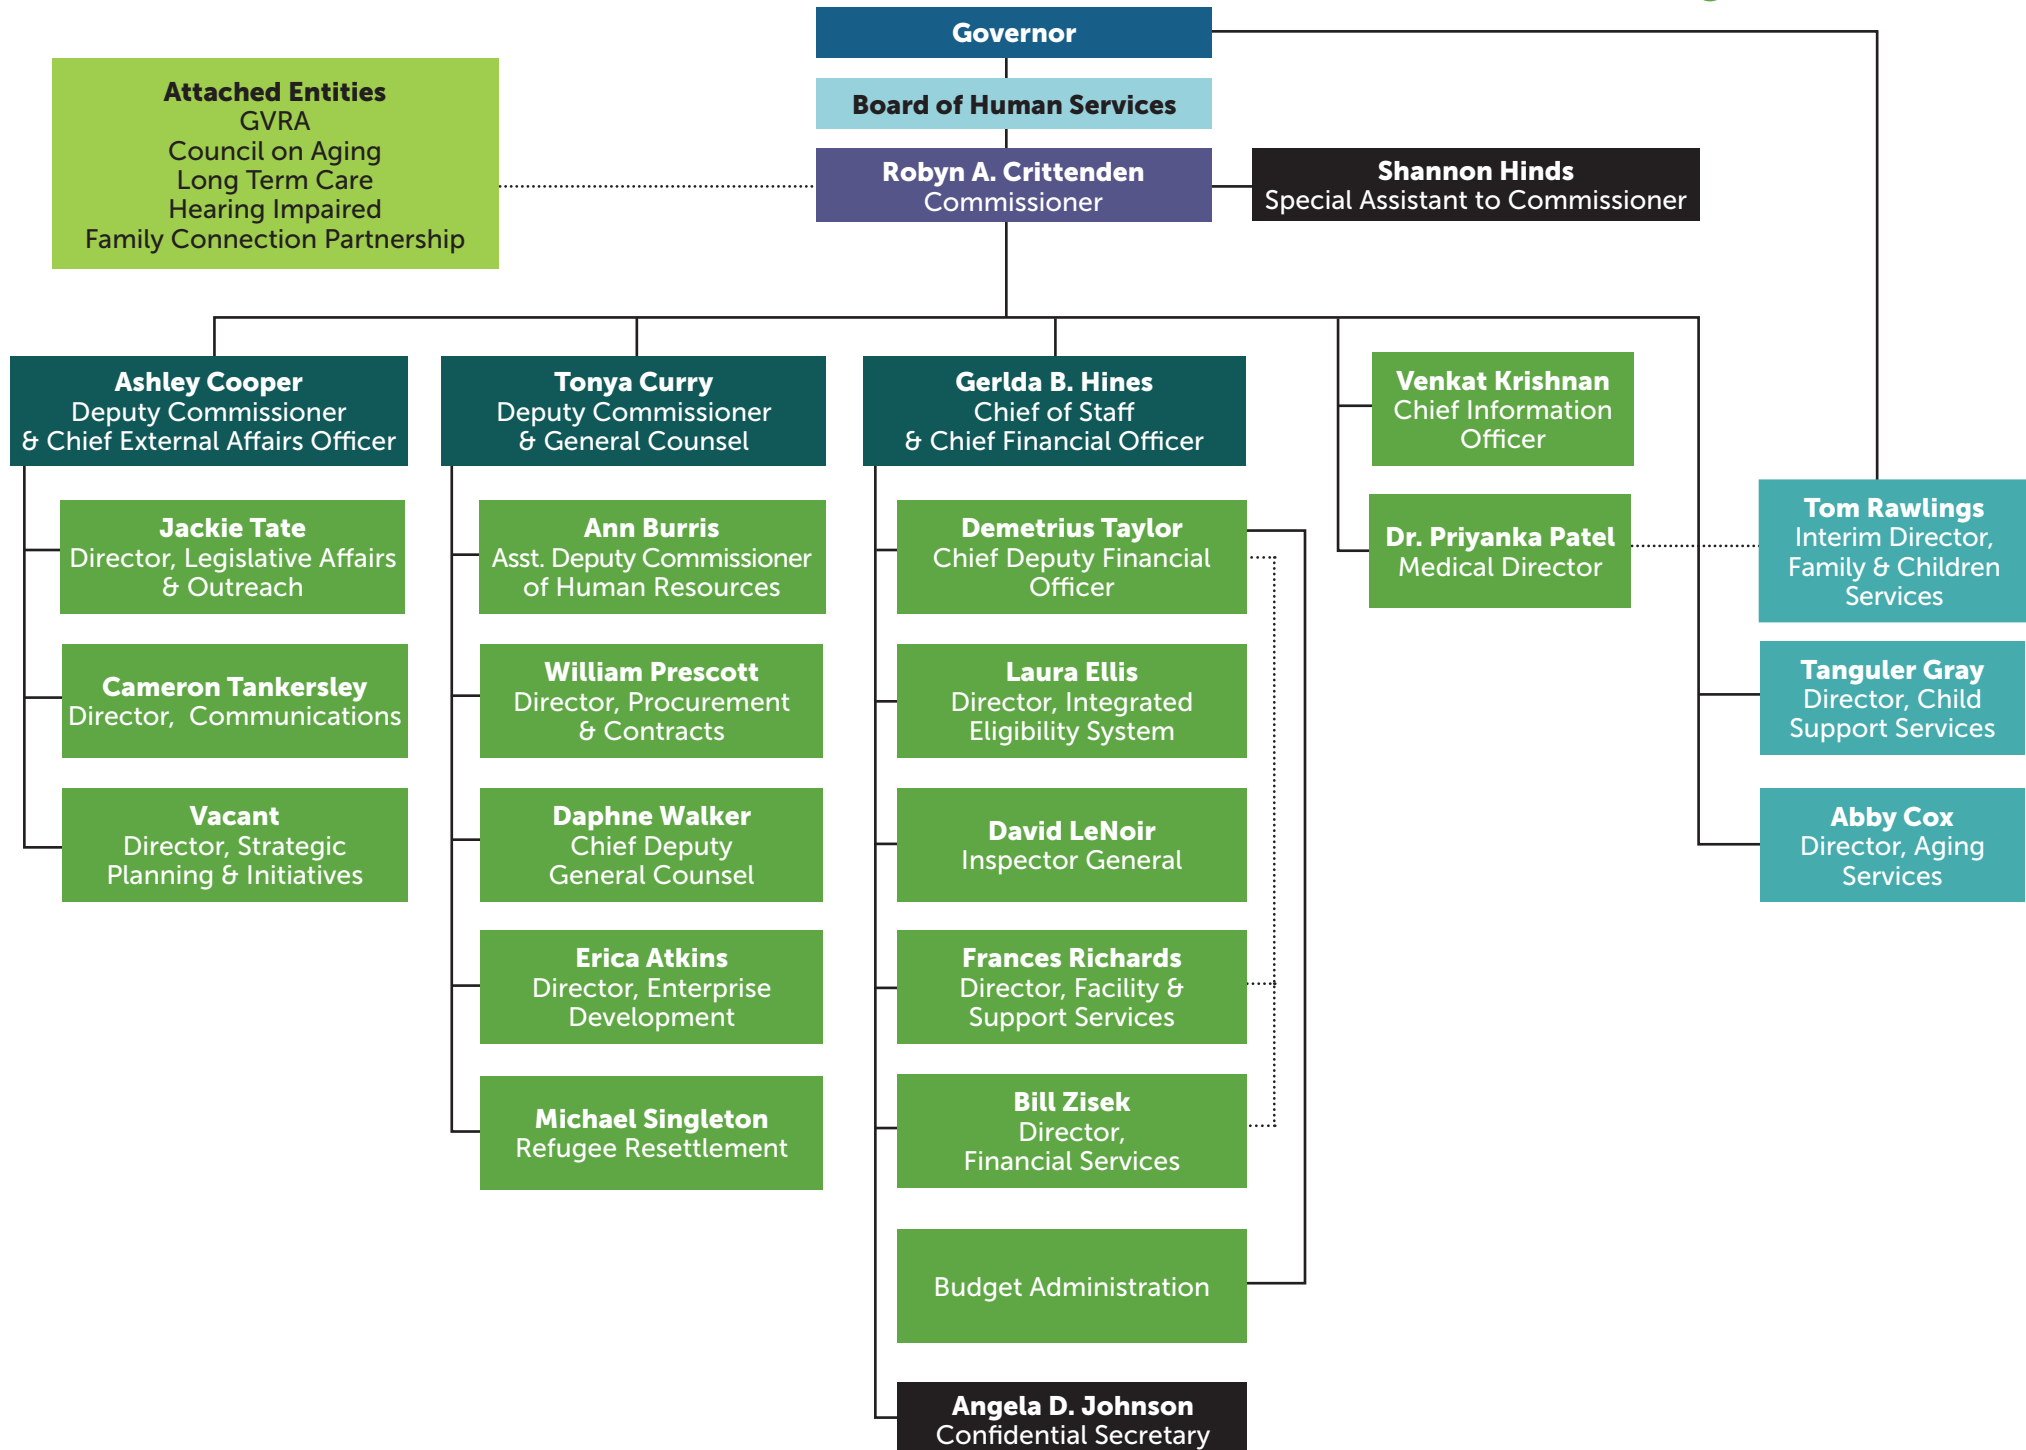 Governor
Board of Human Services
Attached Entities
GVRA
Council on Aging
Long Term Care
Hearing Impaired
Family Connection Partnership
Robyn A. Crittenden
Commissioner
Shannon Hinds
Special Assistant to Commissioner
Ashley Cooper
Deputy Commissioner
& Chief External Affairs Officer
Jackie Tate
Director, Legislative Affairs
& Outreach
Cameron Tankersley
Director,  Communications
Vacant
Director, Strategic
Planning & Initiatives
Tonya Curry
Deputy Commissioner
& General Counsel
Ann Burris
Asst. Deputy Commissioner
of Human Resources
William Prescott
Director, Procurement
& Contracts
Daphne Walker
Chief Deputy
General Counsel
Erica Atkins
Director, Enterprise
Development
Michael Singleton
Refugee Resettlement
Gerlda B. Hines
Chief of Staff
& Chief Financial Officer
Demetrius Taylor
Chief Deputy Financial
Officer
Laura Ellis
Director, Integrated
Eligibility System
David LeNoir
Inspector General
Frances Richards
Director, Facility &
Support Services
Bill Zisek
Director,
Financial Services
Budget Administration
Angela D. Johnson
Confidential Secretary
Venkat Krishnan
Chief Information
Officer
Dr. Priyanka Patel
Medical Director
Tom Rawlings
Interim Director,
Family & Children
Services
Tanguler Gray
Director, Child
Support Services
Abby Cox
Director, Aging
Services